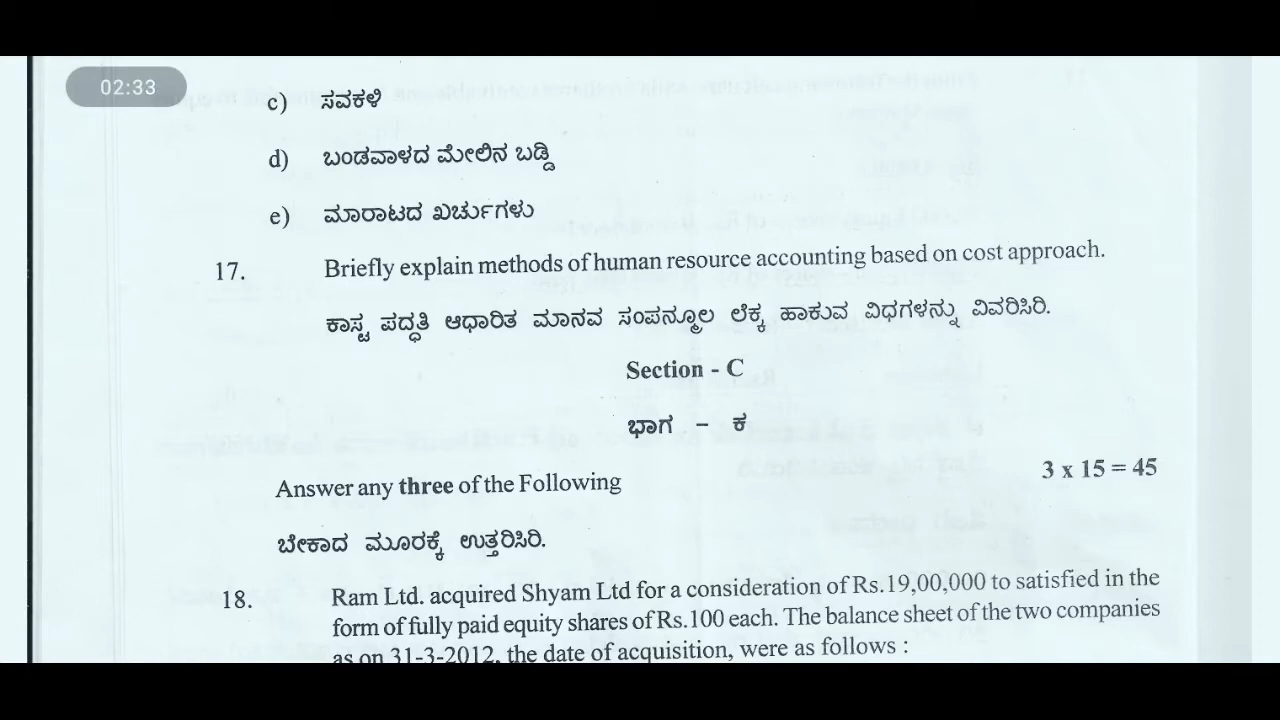 02:33
c) ಸವಕಳಿ
d) ಬಂಡವಾಳದ ಮೇಲಿನ ಬಡ್ಡಿ
e) ಮಾರಾಟದ ಖರ್ಚುಗಳು
17. Briefly explain methods of human resource accounting based on cost approach.
ಕಾಸ್ಟ ಪದ್ಧತಿ ಆಧಾರಿತ ಮಾನವ ಸಂಪನ್ಮೂಲ ಲೆಕ್ಕ ಹಾಕುವ ವಿಧಗಳನ್ನು ವಿವರಿಸಿರಿ.
Section - C
ಭಾಗ – ಕ
Answer any three of the Following 3 x 15 = 45
ಬೇಕಾದ ಮೂರಕ್ಕೆ ಉತ್ತರಿಸಿರಿ.
18. Ram Ltd. acquired Shyam Ltd for a consideration of Rs.19,00,000 to satisfied in the
form of fully paid equity shares of Rs.100 each. The balance sheet of the two companies
as on 31-3-2012, the date of acquisition, were as follows :